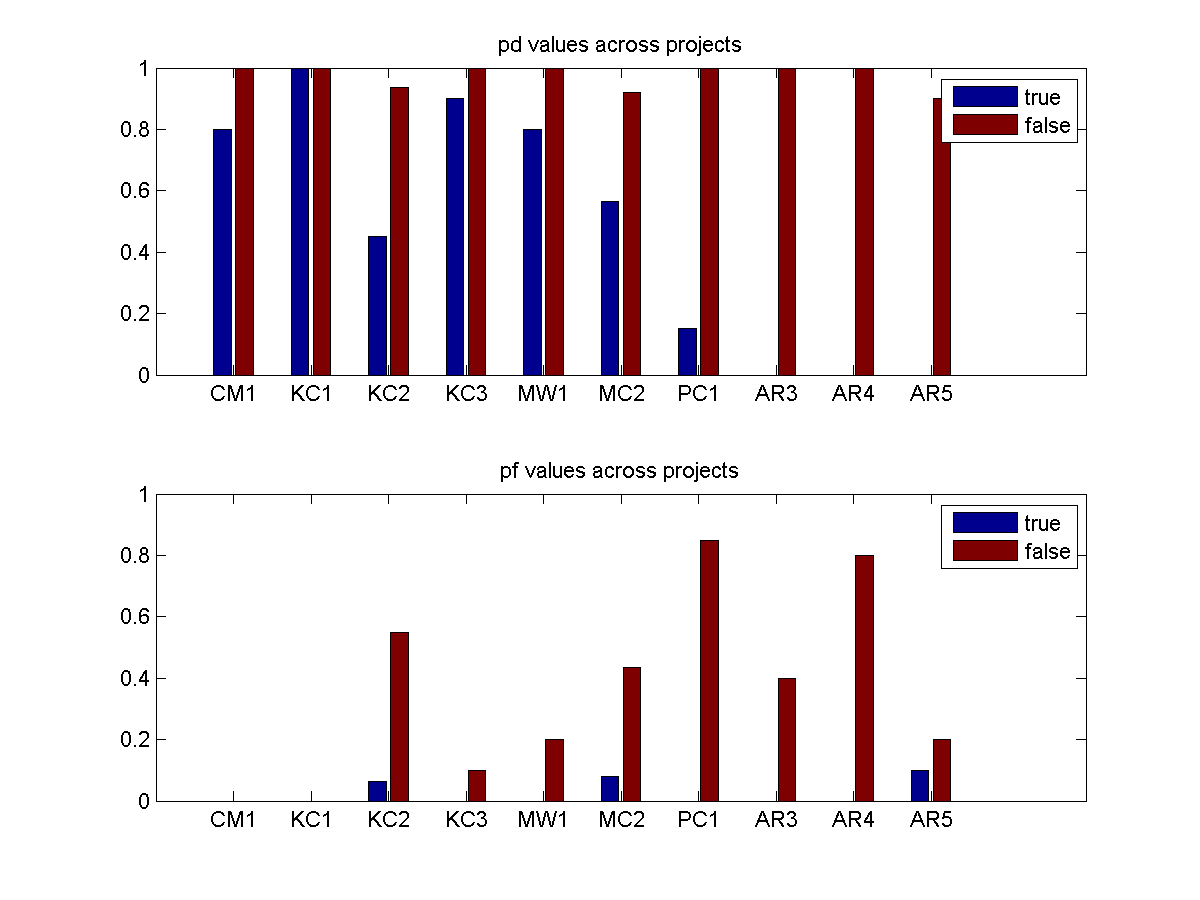 pd values across projects
1
0.8
0.6
0.4
0.2
0
true
false
CM1 KC1 KC2 KC3 MW1 MC2 PC1 AR3 AR4 AR5
pf values across projects
1
0.8
0.6
0.4
0.2
0
true
false
CM1 KC1 KC2 KC3 MW1 MC2 PC1 AR3 AR4 AR5